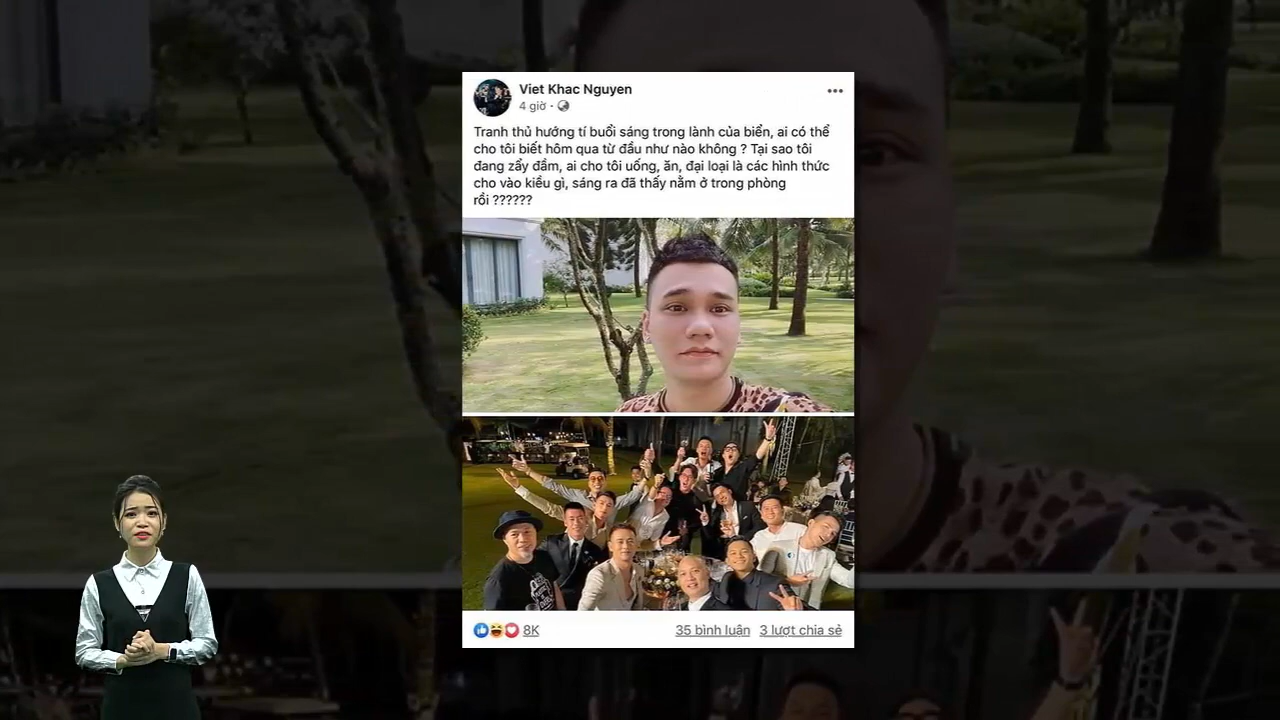 Viet Khac Nguyen
4 giờ ·
Tranh thủ hướng tí buổi sáng trong lành của biển, ai có thể
cho tôi biết hôm qua từ đầu như nào không ? Tại sao tôi
đang zẩy đầm, ai cho tôi uống, ăn, đại loại là các hình thức
cho vào kiểu gì, sáng ra đã thấy nằm ở trong phòng
rồi ??????
8K
35 bình luận
3 lượt chia sẻ